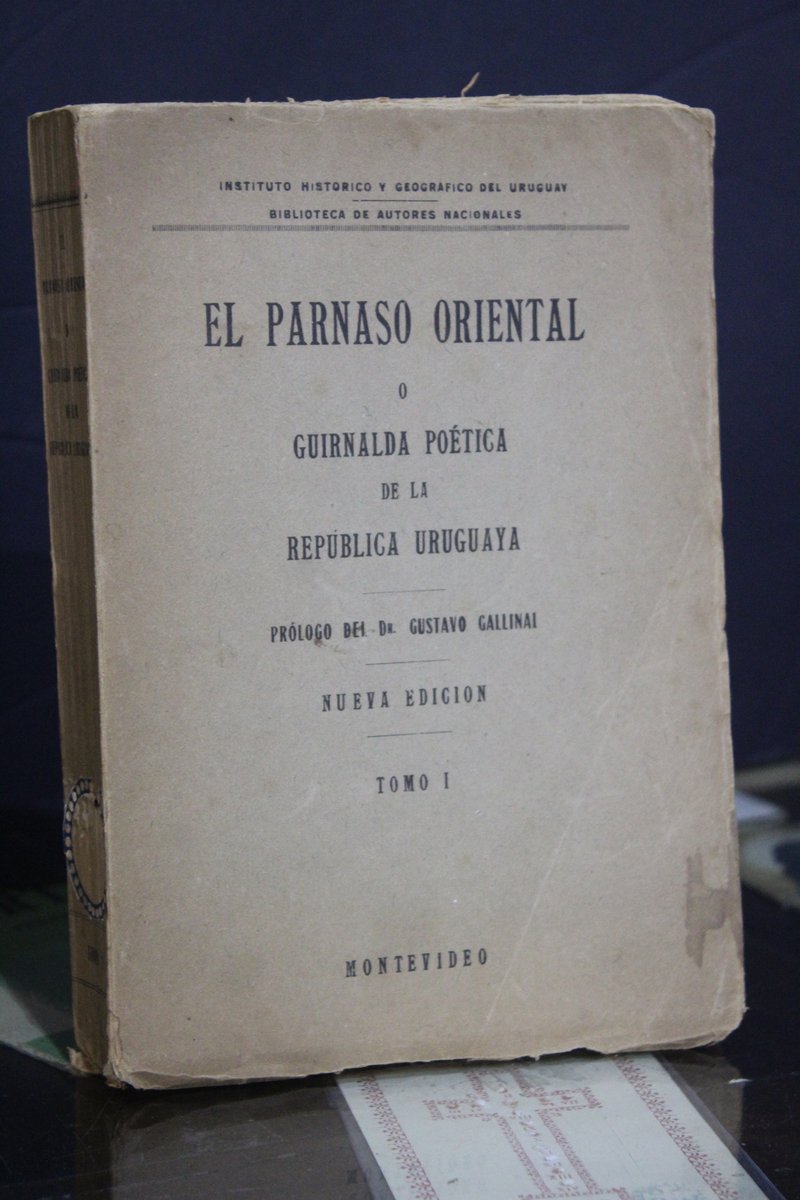 INSTITUTO HISTORICO Y GEOGRAFICO DEL URUGUAY
BIBLIOTECA DE AUTORES NACIONALES
EL PARNASO ORIENTAL
O
GUIRNALDA POÉTICA
DE LA
REPÚBLICA URUGUAYA
PRÓLOGO DEL DR. GUSTAVO GALLINAL
NUEVA EDICION
TOMO I
MONTEVIDEO